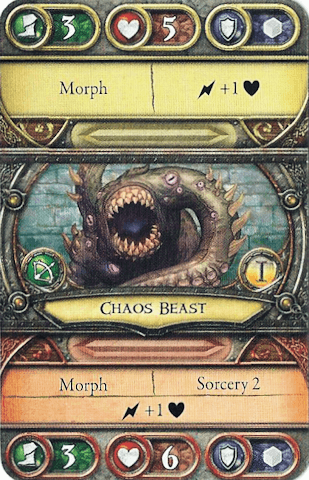 3 5
Morph +1
I
CHAOS BEAST
Morph Sorcery 2
+1
3 6